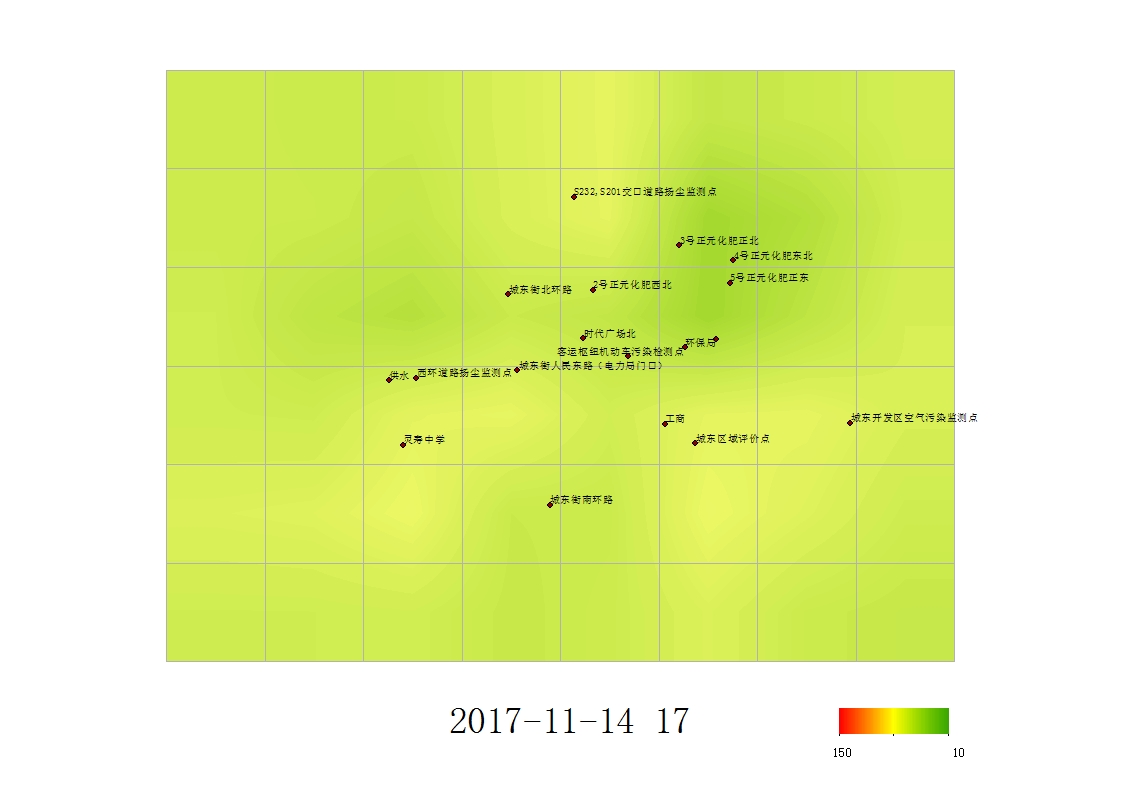 S232,S201交口道路扬尘监测点
3号正元化肥正北
4号正元化肥东北
5号正元化肥正东
2号正元化肥西北
城东街北环路
时代广场北
环保局
客运枢纽机动车污染检测点
城东街人民东路（电力局门口）
西环道路扬尘监测点
供水
工商
城东开发区空气污染监测点
城东区域评价点
灵寿中学
城东街南环路
2017-11-14 17
150
10